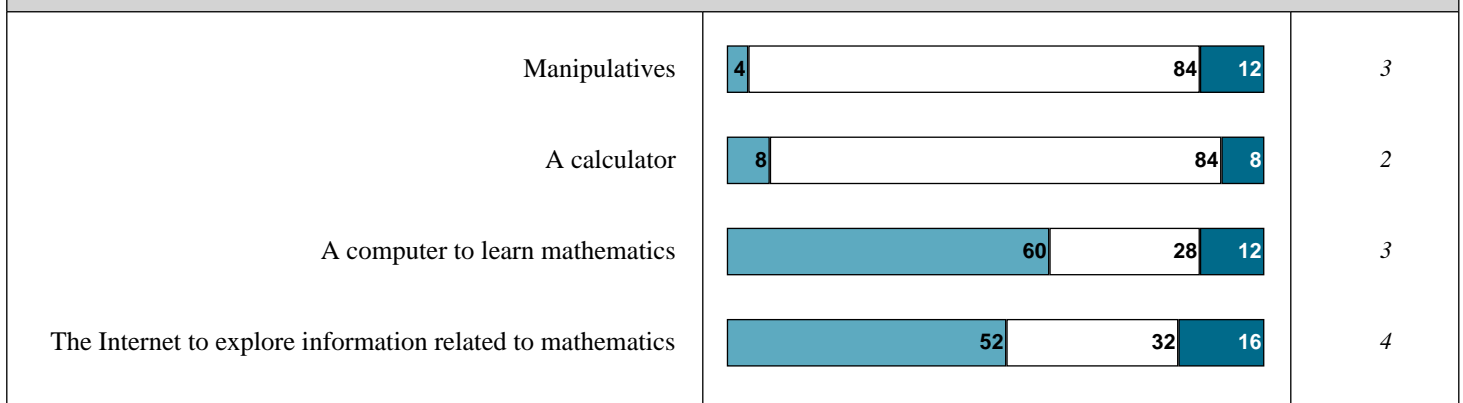 Manipulatives 4 84 12 3
A calculator 8 84 8 2
A computer to learn mathematics 60 28 12 3
The Internet to explore information related to mathematics 52 32 16 4